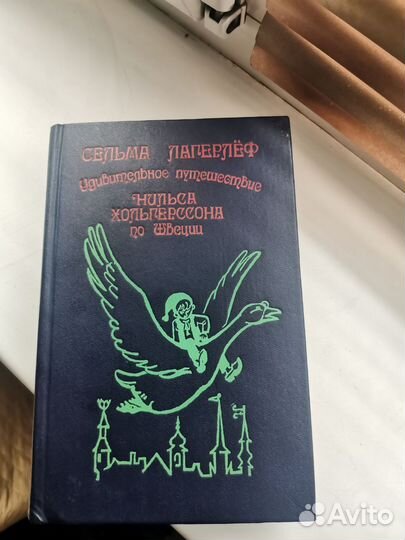 СЕЛЬМА ЛАГЕРЛЁФ
Удивительное путешествие
НИЛЬСА
ХОЛЬГЕРССОНА
по Швеции
Avito